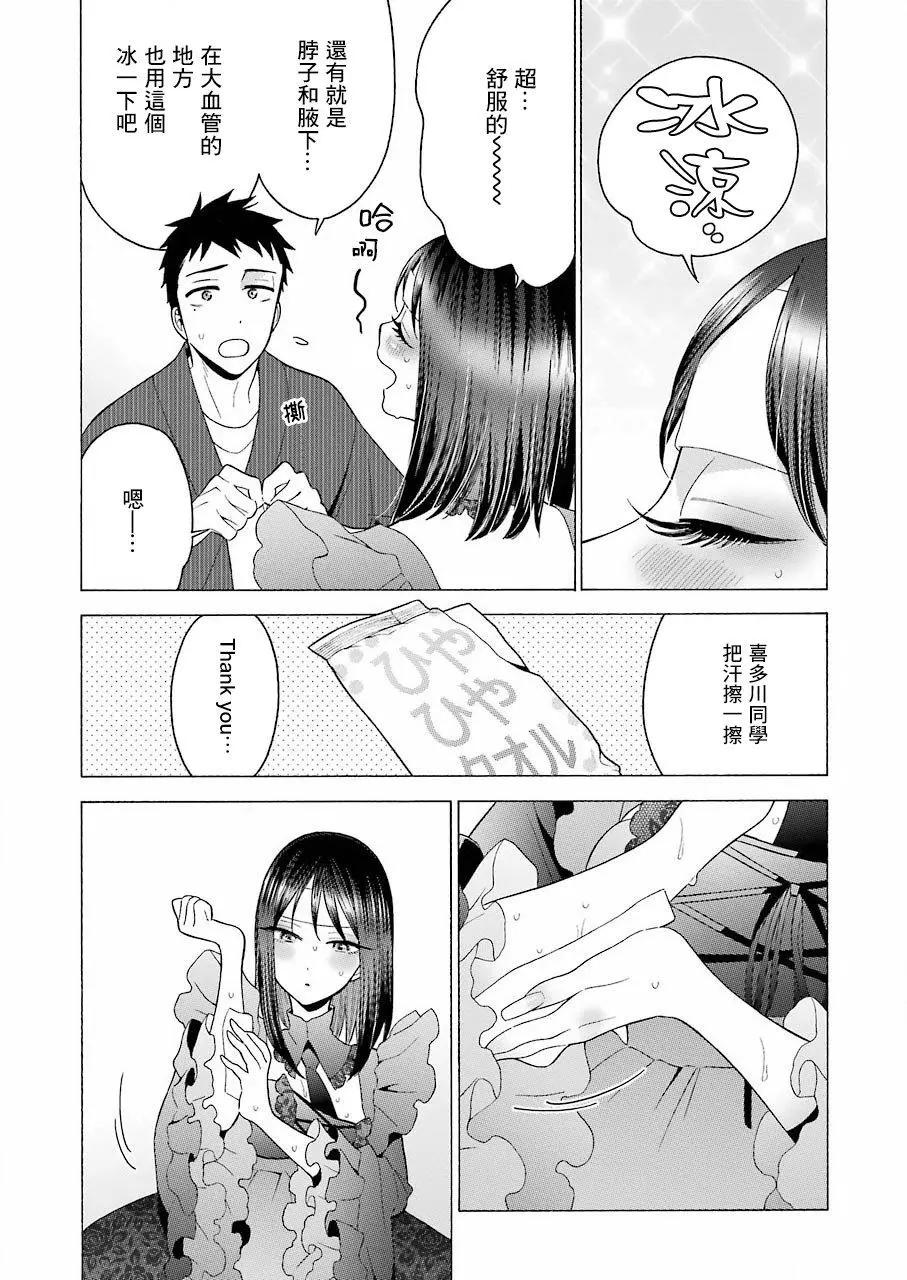 冰涼
超…
舒服的
哈啊
還有就是
脖子和腋下…
在大血管的
地方
也用這個
冰一下吧
撕
嗯——…
喜多川同學
把汗擦一擦
ひや
ひや
タオル
Thank you…